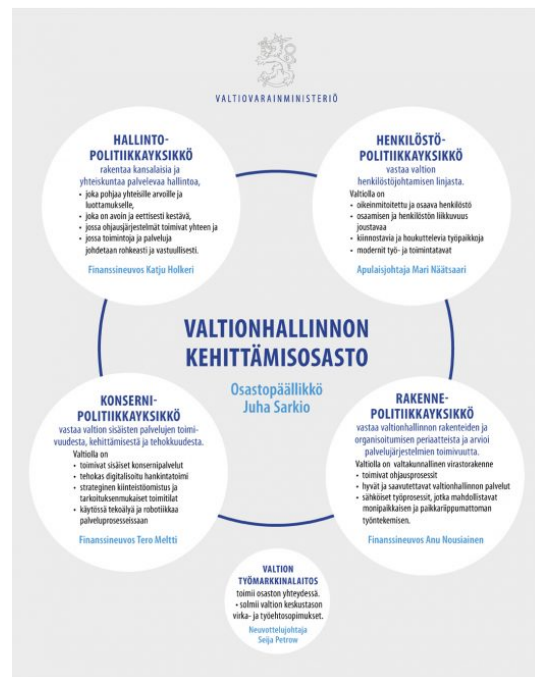 VALTIOVARAINMINISTERIÖ
HALLINTO-
POLITIIKKAYKSIKKÖ
rakentaa kansalaisia ja
yhteiskuntaa palvelevaa hallintoa,
• joka pohjaa yhteisille arvoille ja
luottamukselle,
• joka on avoin ja eettisesti kestävä,
• jossa ohjausjärjestelmät toimivat yhteen ja
• jossa toimintoja ja palveluja
johdetaan rohkeasti ja vastuullisesti.
Finanssineuvos Katju Holkeri
HENKILÖSTÖ-
POLITIIKKAYKSIKKÖ
vastaa valtion
henkilöstöjohtamisen linjasta.
Valtiolla on
• oikeinmitoitettu ja osaava henkilöstö
• osaamisen ja henkilöstön liikkuvuus
joustavaa
• kiinnostavia ja houkuttelevia työpaikkoja
• modernit työ- ja toimintatavat
Apulaisjohtaja Mari Näätsaari
VALTIONHALLINNON
KEHITTÄMISOSASTO
Osastopäällikkö
Juha Sarkio
KONSERNI-
POLITIIKKAYKSIKKÖ
vastaa valtion sisäisten palvelujen toimi-
vuudesta, kehittämisestä ja tehokkuudesta.
Valtiolla on
• toimivat sisäiset konsernipalvelut
• tehokas digitalisoitu hankintatoimi
• strateginen kiinteistöomistus ja
tarkoituksenmukaiset toimitilat
• käytössä tekoälyä ja robotiikkaa
palveluprosesseissaan
Finanssineuvos Tero Meltti
RAKENNE-
POLITIIKKAYKSIKKÖ
vastaa valtionhallinnon rakenteiden ja
organisoitumisen periaatteista ja arvioi
palvelujärjestelmien toimivuutta.
Valtiolla on valtakunnallinen virastorakenne
• toimivat ohjausprosessit
• hyvät ja saavutettavat valtionhallinnon palvelut
• sähköiset työprosessit, jotka mahdollistavat
monipaikkaisen ja paikkariippumattoman
työntekemisen.
Finanssineuvos Anu Nousiainen
VALTION
TYÖMARKKINALAITOS
toimii osaston yhteydessä.
• solmii valtion keskustason
virka- ja työehtosopimukset.
Neuvottelujohtaja
Seija Petrow